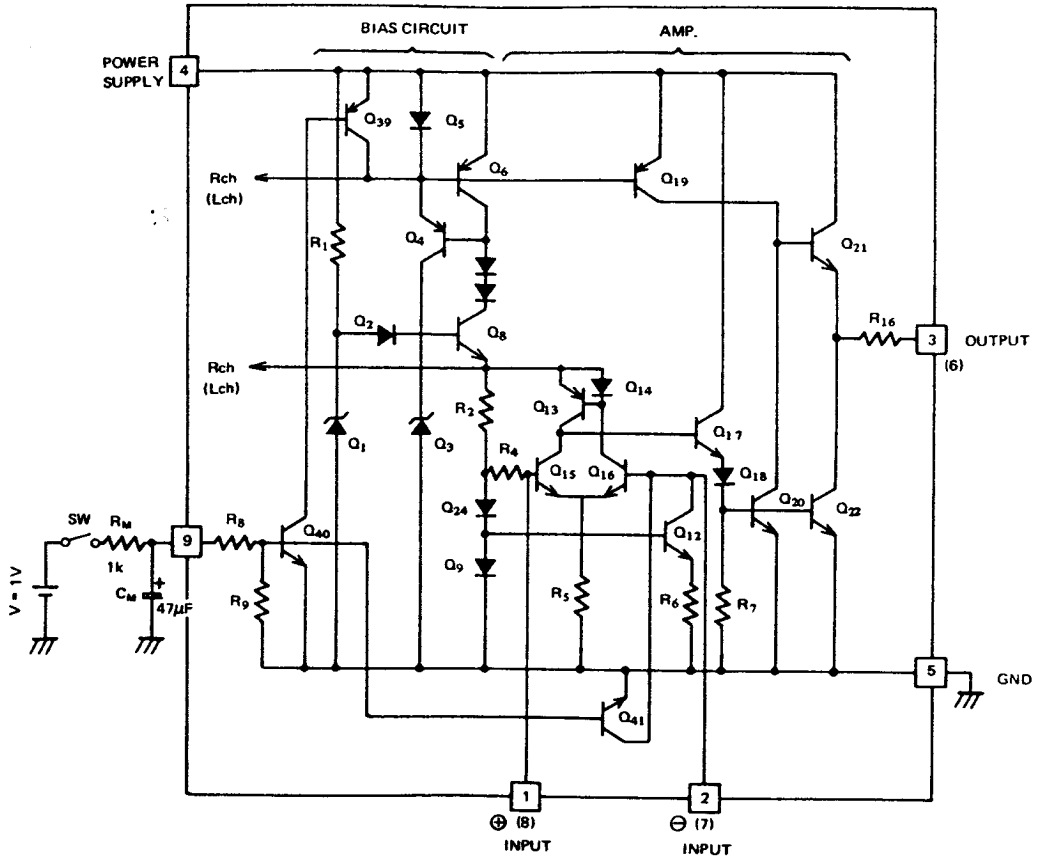 BIAS CIRCUIT
AMP.
POWER
SUPPLY
4
Q39
Q5
Rch
(Lch)
Q6
Q19
R1
Q4
Q21
Q2
Q8
R16
3
OUTPUT
(6)
Rch
(Lch)
Q14
R2
Q13
Q1
Q3
R4
Q17
Q15
Q16
Q18
SW
RM
9
R8
Q40
Q24
Q12
Q20
Q22
1k
V = 1V
CM
+
47μF
R9
Q9
R5
R6
R7
5
GND
Q41
1
2
⊕ (8)
⊖ (7)
INPUT
INPUT